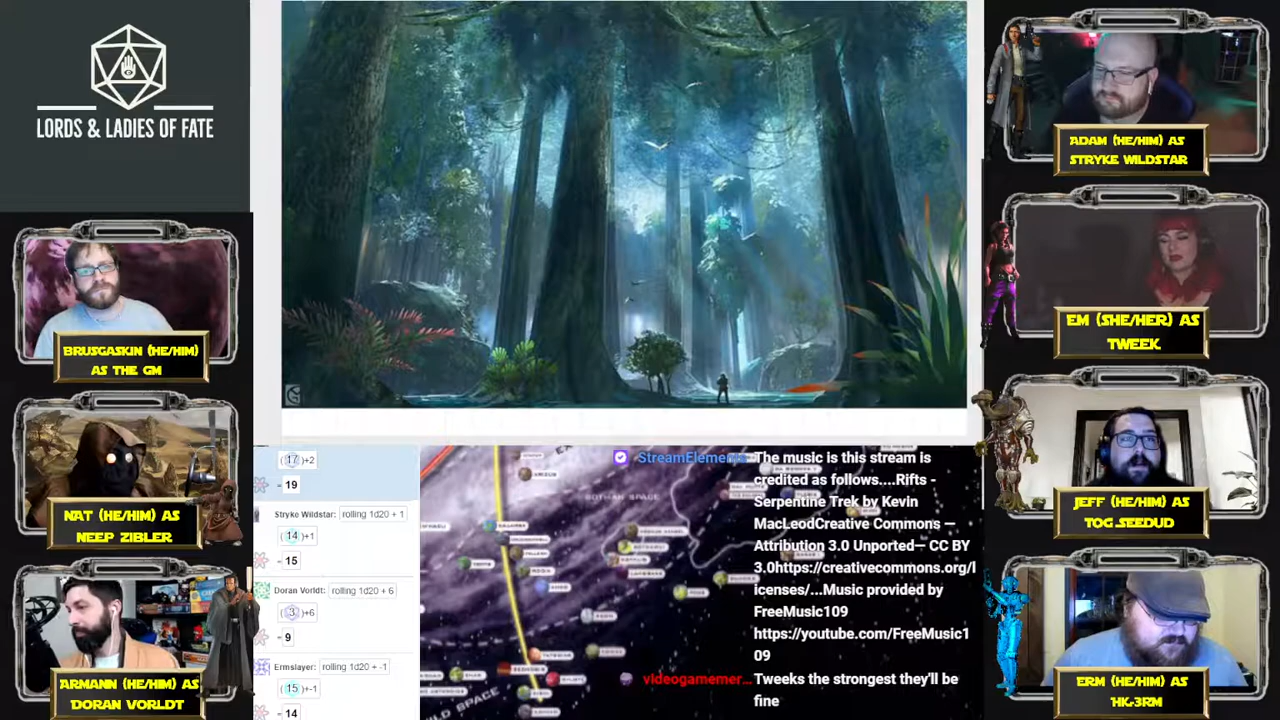 LORDS & LADIES OF FATE
BRUSGASKIN (HE/HIM)
AS THE GM
NAT (HE/HIM) AS
NEEP ZIBLER
ARMANN (HE/HIM) AS
DORAN VORLDT
(17)+2
= 19
Stryke Wildstar: rolling 1d20 + 1
(14)+1
= 15
Doran Vorldt: rolling 1d20 + 6
(3)+6
= 9
Ermslayer: rolling 1d20 + -1
(15)+-1
= 14
StreamElements The music is this stream is
credited as follows....Rifts -
Serpentine Trek by Kevin
MacLeodCreative Commons —
Attribution 3.0 Unported— CC BY
3.0https://creativecommons.org/l
icenses/...Music provided by
FreeMusic109
https://youtube.com/FreeMusic1
09
videogamemer... Tweeks the strongest they'll be
fine
ADAM (HE/HIM) AS
STRYKE WILDSTAR
EM (SHE/HER) AS
TWEEK
JEFF (HE/HIM) AS
TOG SEEDUD
ERM (HE/HIM) AS
HK-3RM